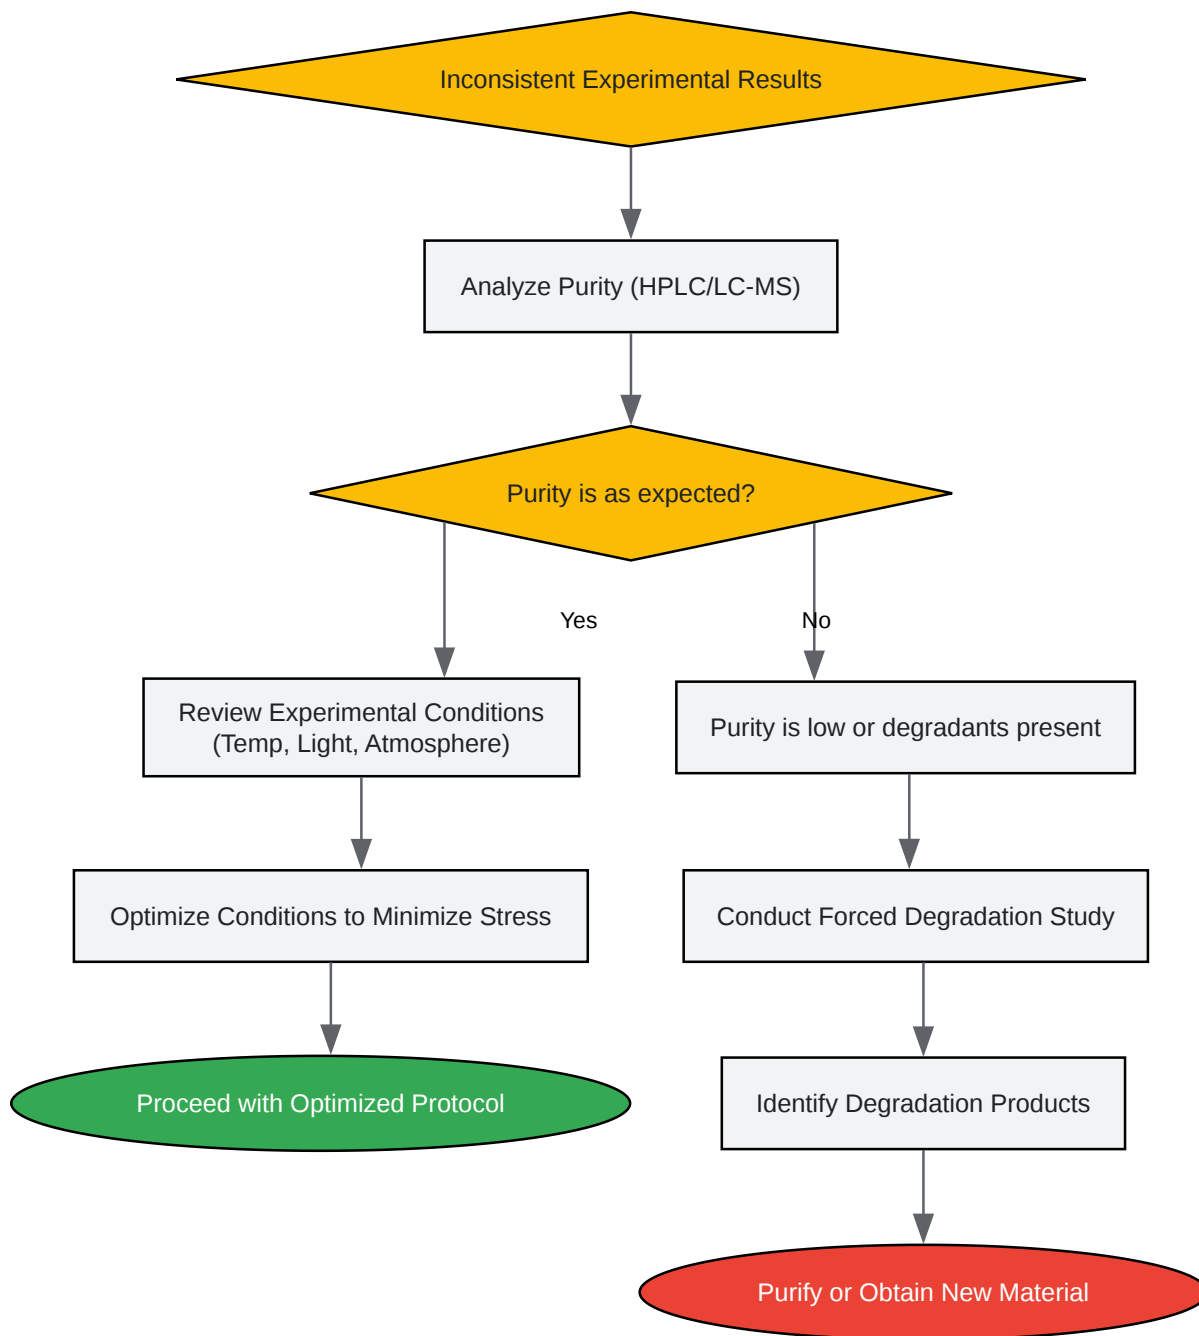 Inconsistent Experimental Results
Analyze Purity (HPLC/LC-MS)
Purity is as expected?
Yes
No
Review Experimental Conditions
(Temp, Light, Atmosphere)
Purity is low or degradants present
Optimize Conditions to Minimize Stress
Conduct Forced Degradation Study
Proceed with Optimized Protocol
Identify Degradation Products
Purify or Obtain New Material